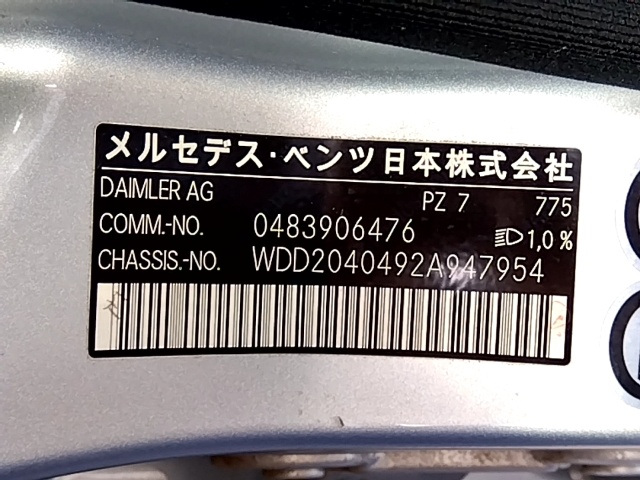 メルセデス・ベンツ日本株式会社
DAIMLER AG PZ 7 775
COMM.-NO. 0483906476 1,0%
CHASSIS.-NO. WDD2040492A947954